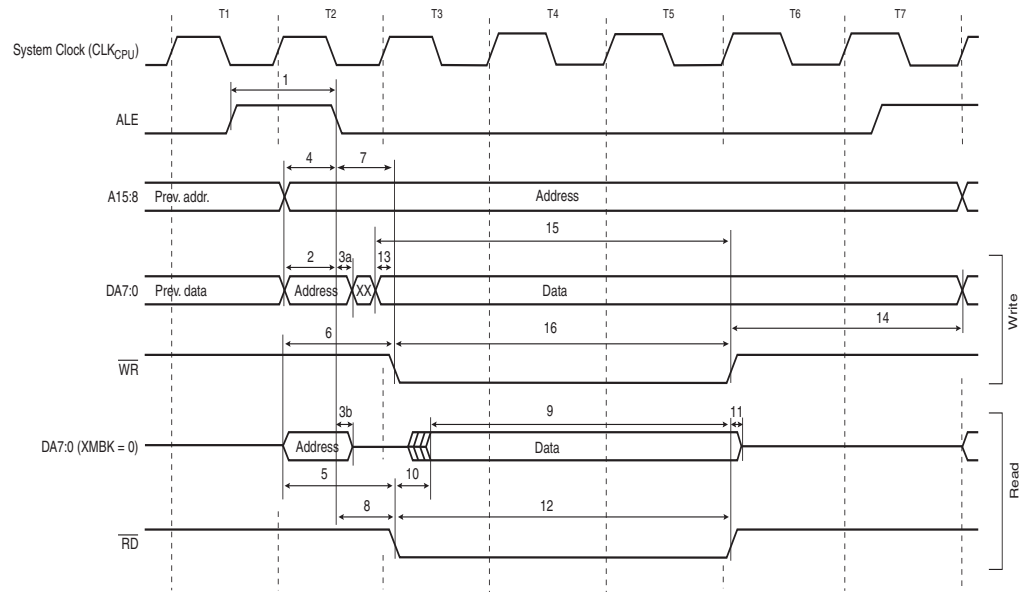 T1 T2 T3 T4 T5 T6 T7
System Clock (CLKCPU)
1
ALE
4 7
A15:8 Prev. addr. Address
15
2 3a 13
DA7:0 Prev. data Address XX Data
14
6 16
WR
Write
3b 9 11
DA7:0 (XMBK = 0) Address Data
5 10
8 12
RD
Read